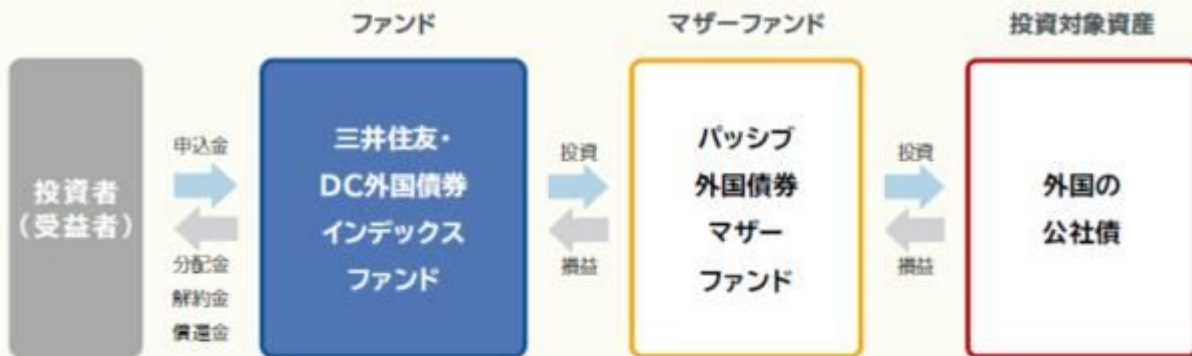 ファンド
マザーファンド
投資対象資産
投資者
（受益者）
申込金
分配金
解約金
償還金
三井住友・
DC外国債券
インデックス
ファンド
投資
損益
パッシブ
外国債券
マザー
ファンド
投資
損益
外国の
公社債